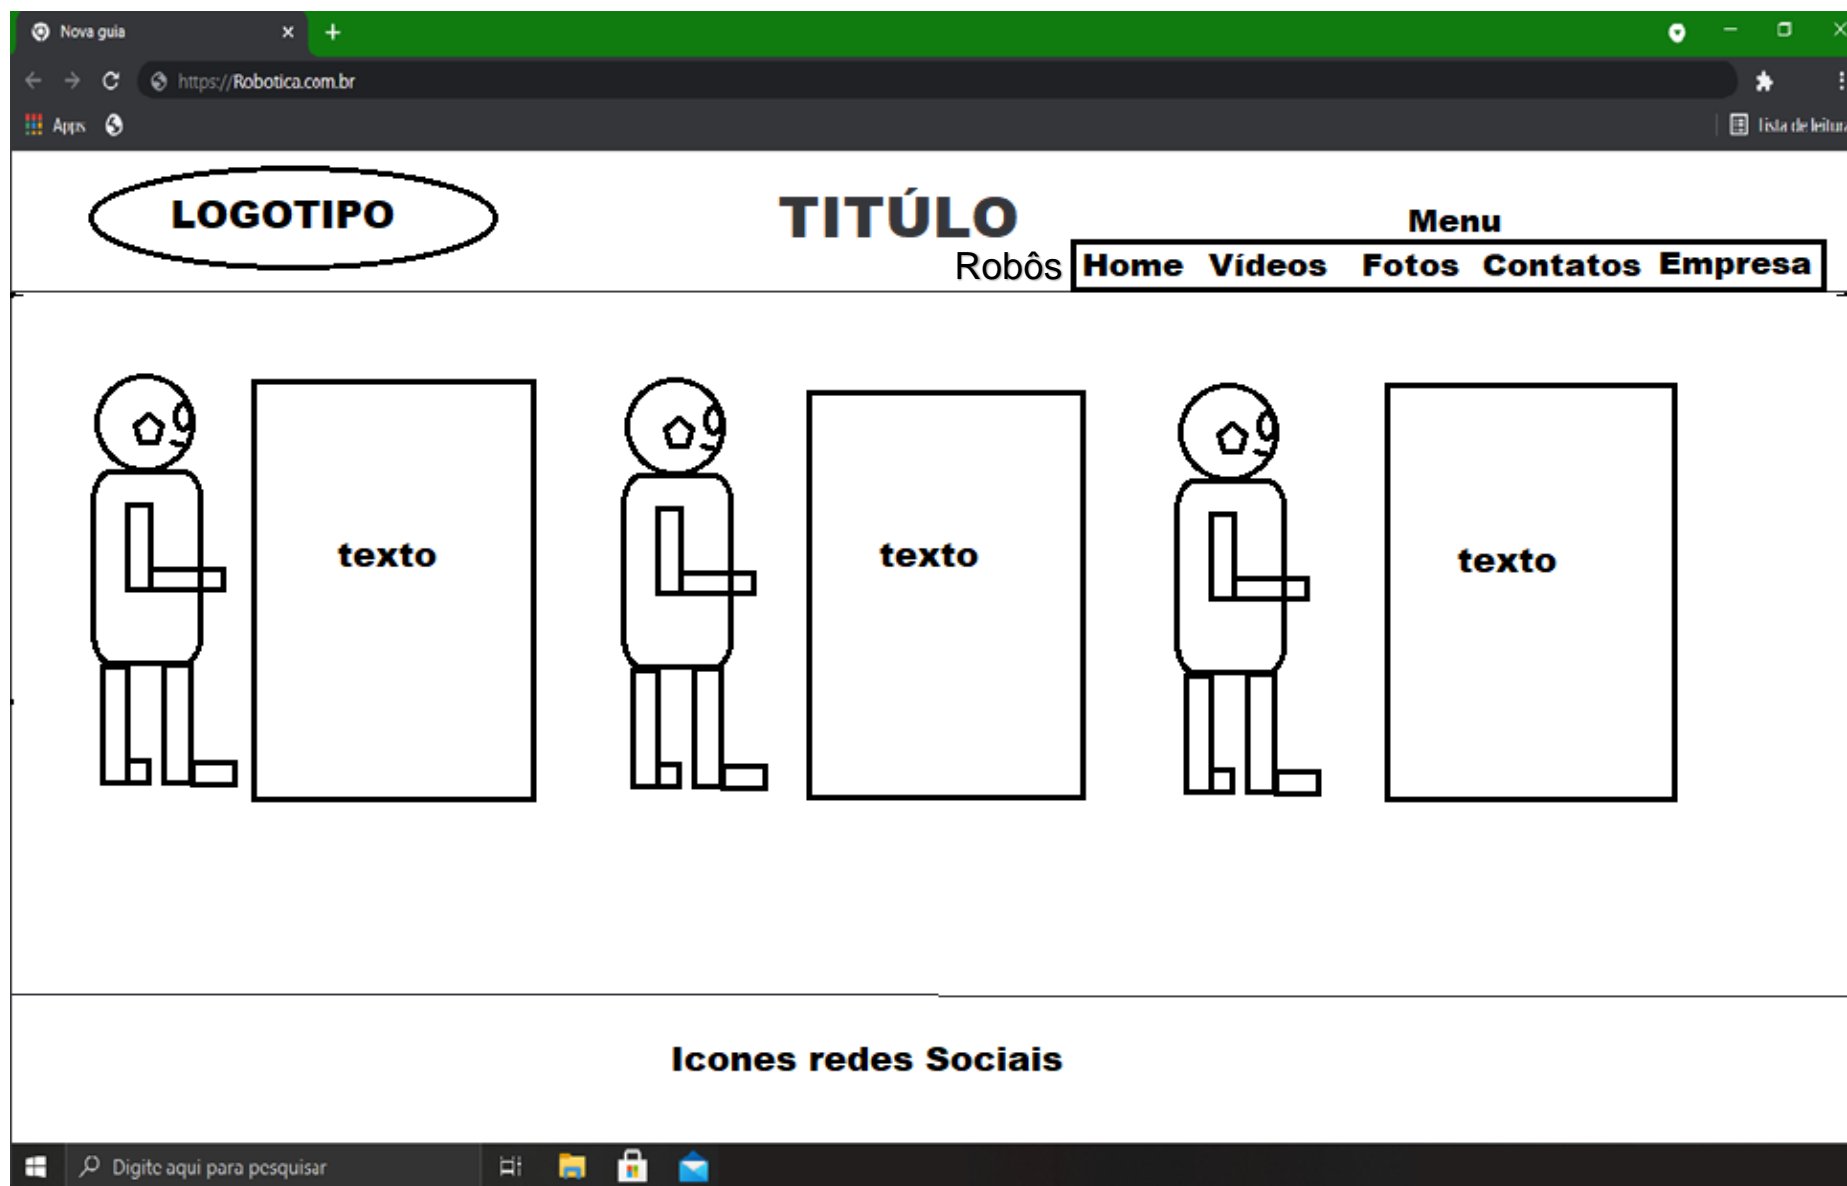 Nova guia
https://Robotica.com.br
Apps
Lista de leitura
LOGOTIPO
TITÚLO
Menu
Robôs Home Vídeos Fotos Contatos Empresa
texto texto texto
Icones redes Sociais
Digite aqui para pesquisar